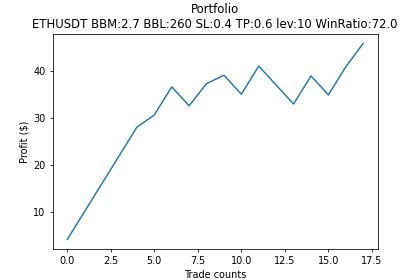 Portfolio
ETHUSDT BBM:2.7 BBL:260 SL:0.4 TP:0.6 lev:10 WinRatio:72.0
40
30
20
10
Profit ($)
0.0 2.5 5.0 7.5 10.0 12.5 15.0 17.5
Trade counts